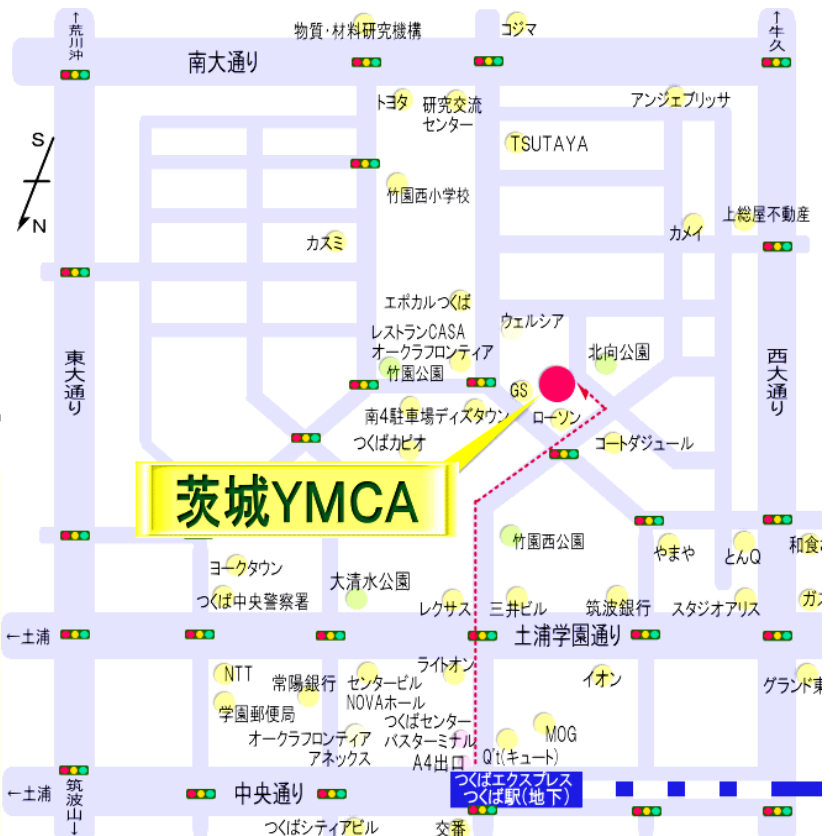 ↑荒川沖
物質・材料研究機構
コジマ
↑牛久
南大通り
トヨタ
研究交流
センター
アンジェブリッサ
S
N
TSUTAYA
竹園西小学校
上総屋不動産
カスミ
カメイ
エポカルつくば
ウェルシア
レストランCASA
オークラフロンティア
竹園公園
北向公園
東大通り
西大通り
GS
南4駐車場
ディズタウン
ローソン
つくばカピオ
コートダジュール
茨城YMCA
竹園西公園
やまや
とんQ
和食
ヨークタウン
大清水公園
つくば中央警察署
レクサス
三井ビル
筑波銀行
スタジオアリス
ガス
←土浦
土浦学園通り
NTT
常陽銀行
センタービル
NOVAホール
ライトオン
イオン
グランド東
学園郵便局
つくばセンター
バスターミナル
MOG
オークラフロンティア
アネックス
A4出口
Q't(キュート)
つくばエクスプレス
つくば駅(地下)
←土浦
筑波山↓
中央通り
つくばシティアビル
交番